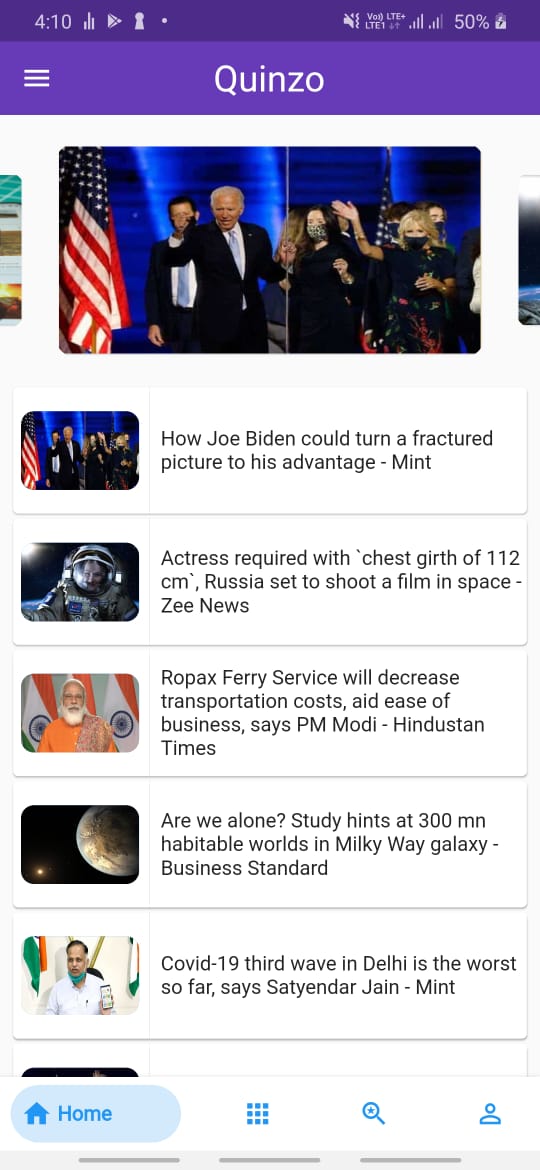 4:10
Vo) LTE+
LTE1
50%
Quinzo
How Joe Biden could turn a fractured
picture to his advantage - Mint
Actress required with `chest girth of 112
cm`, Russia set to shoot a film in space -
Zee News
Ropax Ferry Service will decrease
transportation costs, aid ease of
business, says PM Modi - Hindustan
Times
Are we alone? Study hints at 300 mn
habitable worlds in Milky Way galaxy -
Business Standard
Covid-19 third wave in Delhi is the worst
so far, says Satyendar Jain - Mint
Home